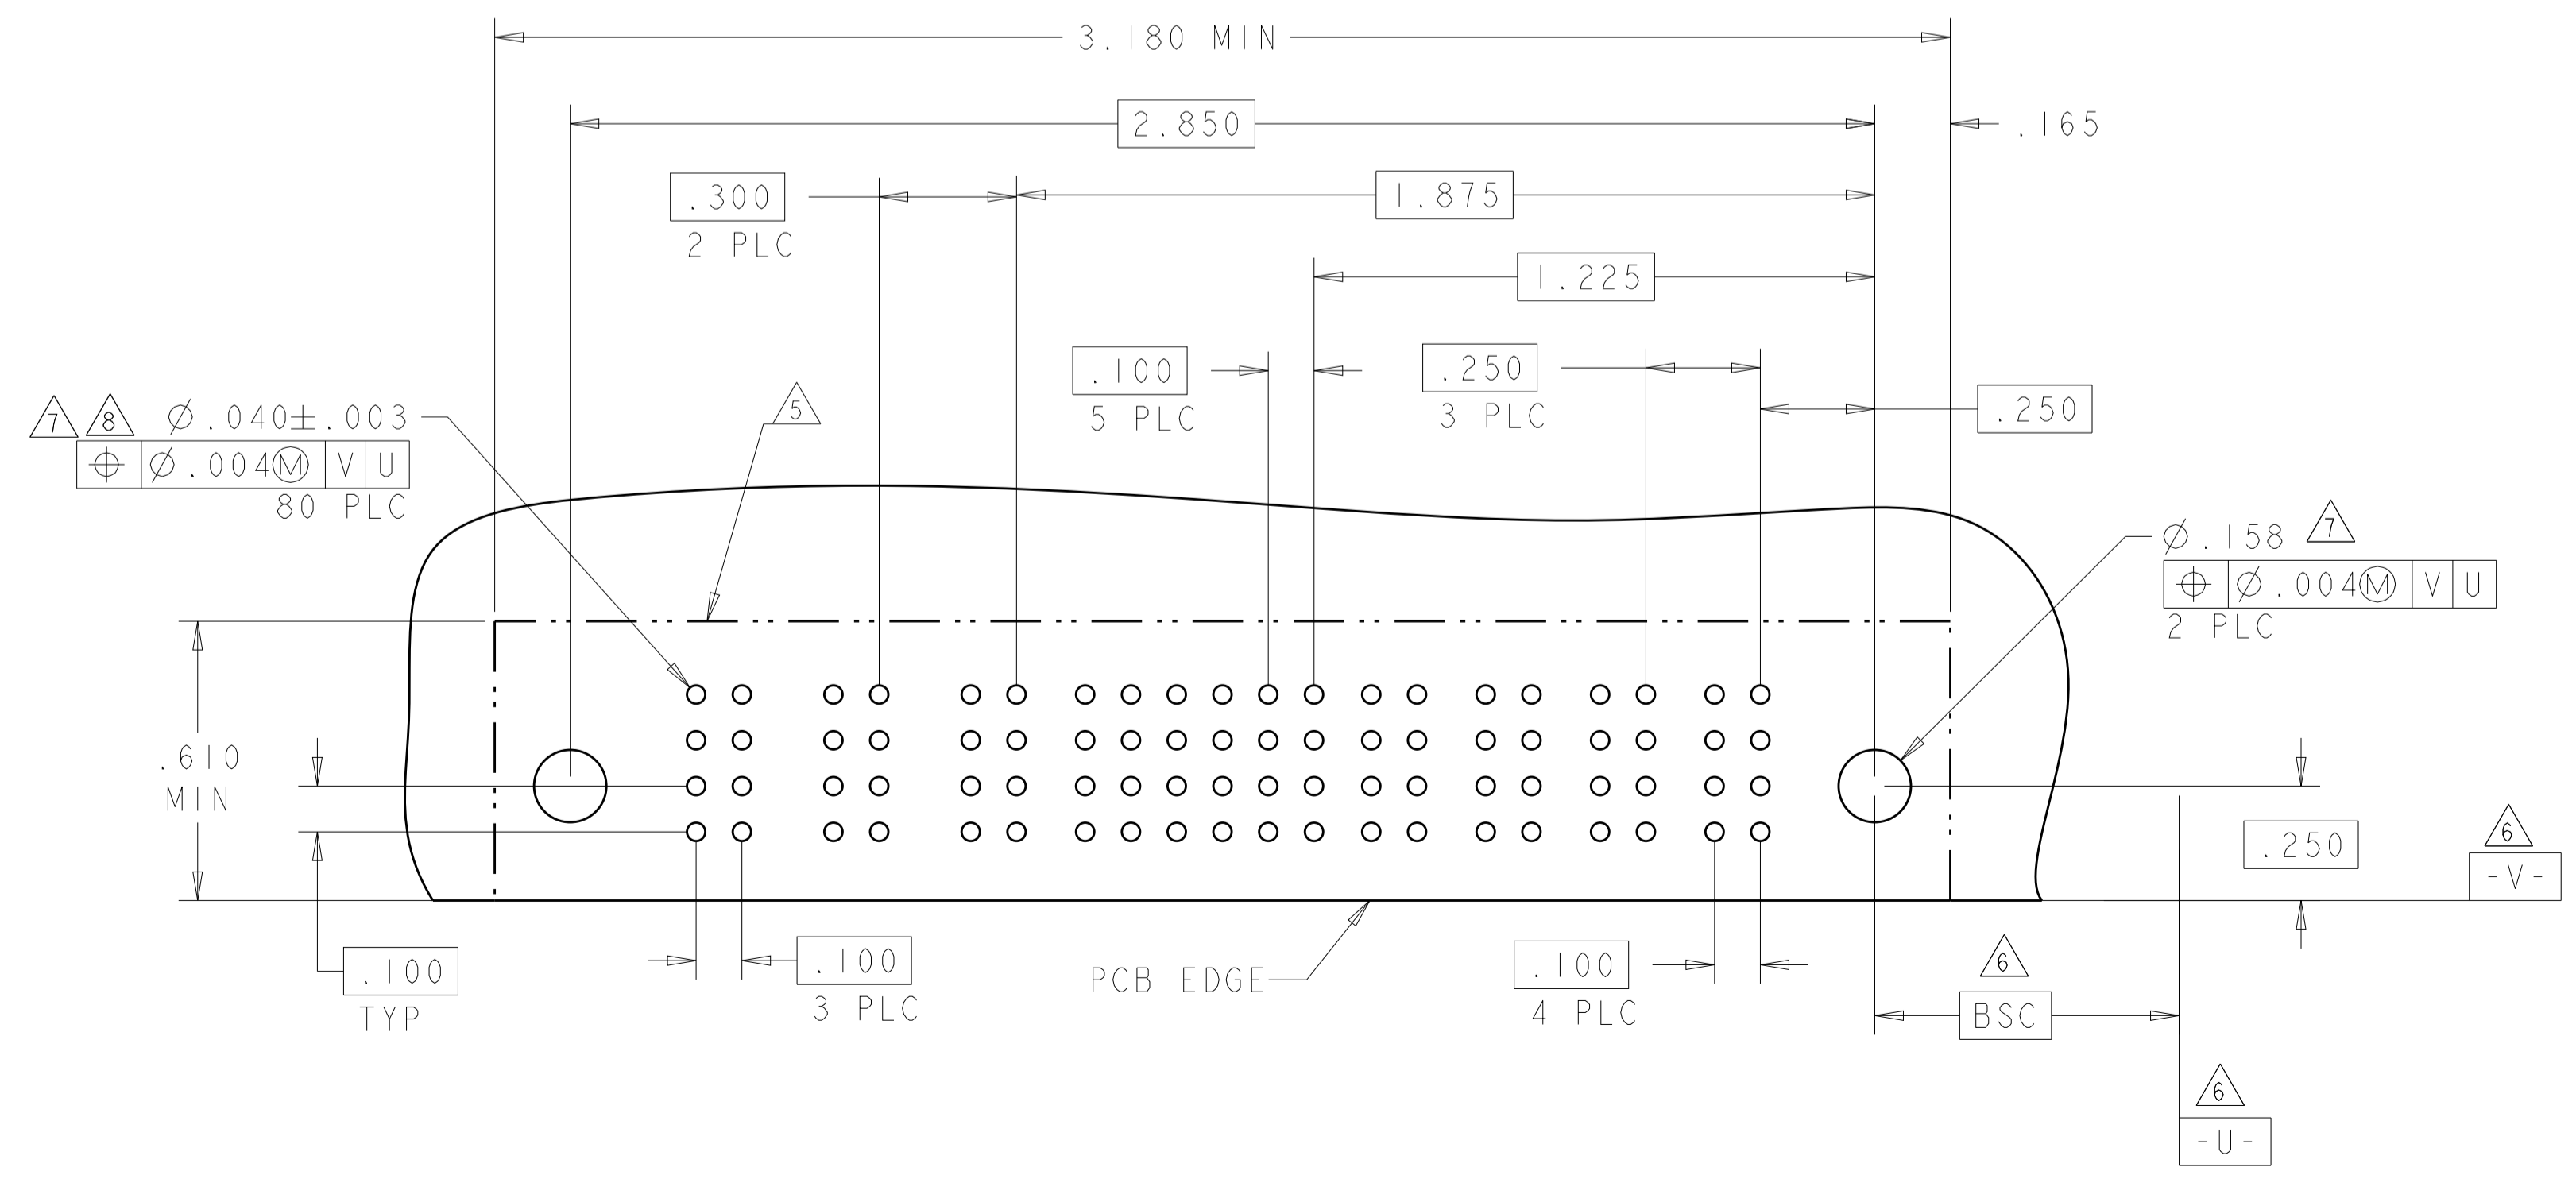 3.180 MIN
2.850
.165
.300
2 PLC
1.875
1.225
.100
5 PLC
.250
3 PLC
.250
7 8 Ø.040±.003
⌖ Ø.004Ⓜ V U
80 PLC
5
Ø.158 7
⌖ Ø.004Ⓜ V U
2 PLC
.610
MIN
.250
6
-V-
.100
TYP
.100
3 PLC
PCB EDGE
.100
4 PLC
6
BSC
6
-U-